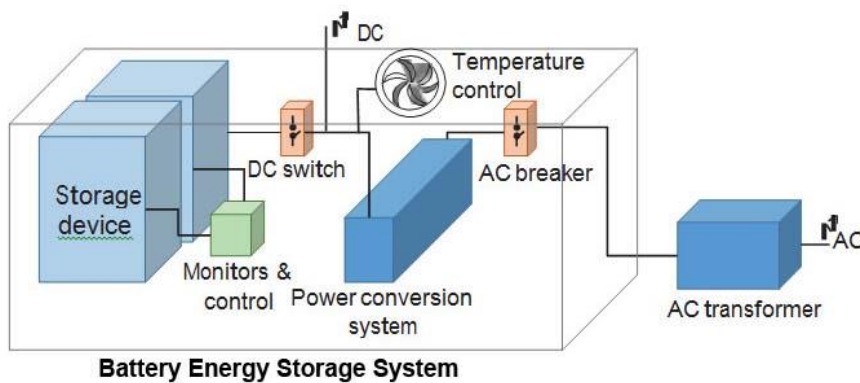 DC
Temperature
control
DC switch
AC breaker
Storage
device
Monitors &
control
Power conversion
system
AC
AC transformer
Battery Energy Storage System